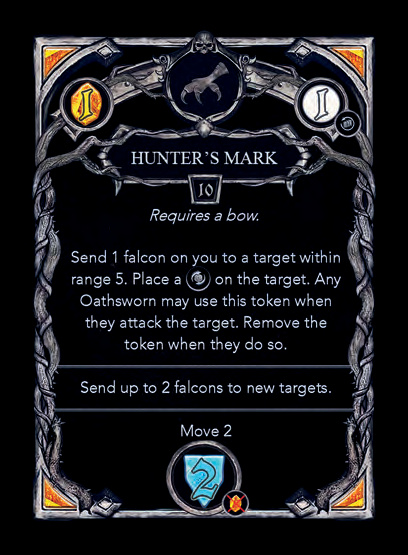 1
1
HUNTER'S MARK
10
Requires a bow.
Send 1 falcon on you to a target within
range 5. Place a on the target. Any
Oathsworn may use this token when
they attack the target. Remove the
token when they do so.
Send up to 2 falcons to new targets.
Move 2
2